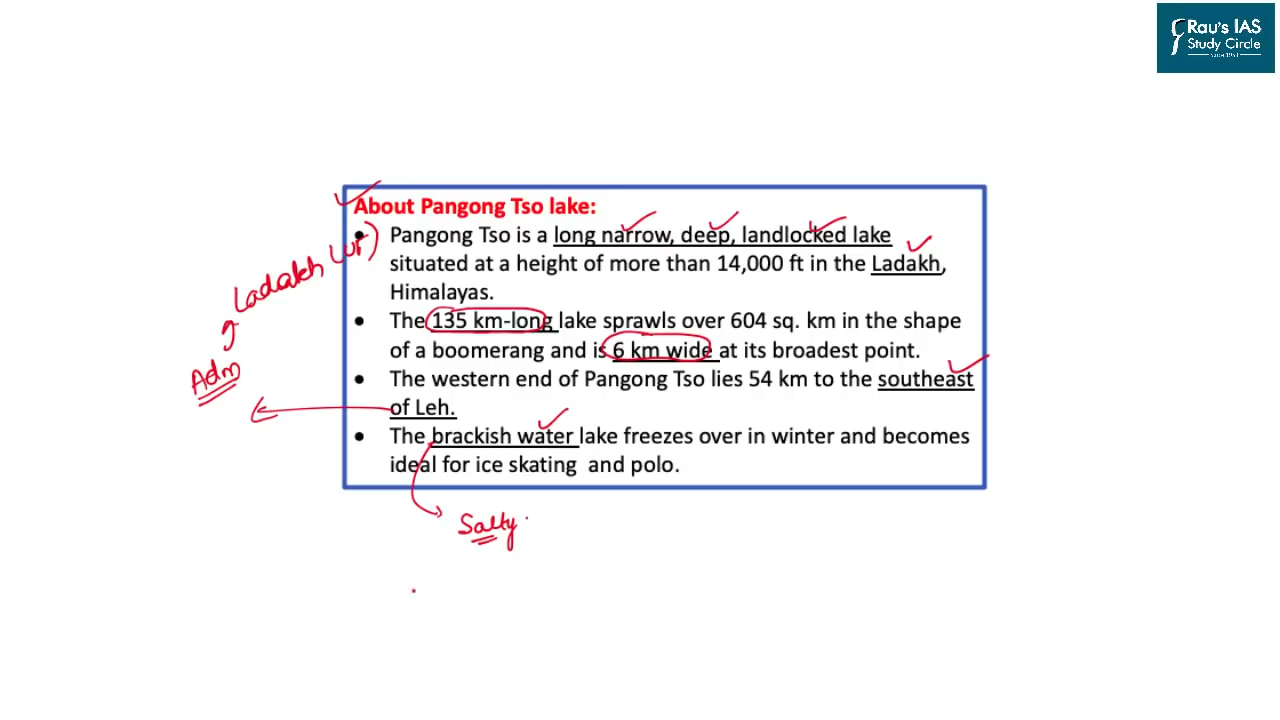 Rau's IAS
Study Circle
since 1953
About Pangong Tso lake:
• Pangong Tso is a long narrow, deep, landlocked lake
situated at a height of more than 14,000 ft in the Ladakh,
Himalayas.
• The 135 km-long lake sprawls over 604 sq. km in the shape
of a boomerang and is 6 km wide at its broadest point.
• The western end of Pangong Tso lies 54 km to the southeast
of Leh.
• The brackish water lake freezes over in winter and becomes
ideal for ice skating and polo.
Ladakh (UT)
Adm
Salty